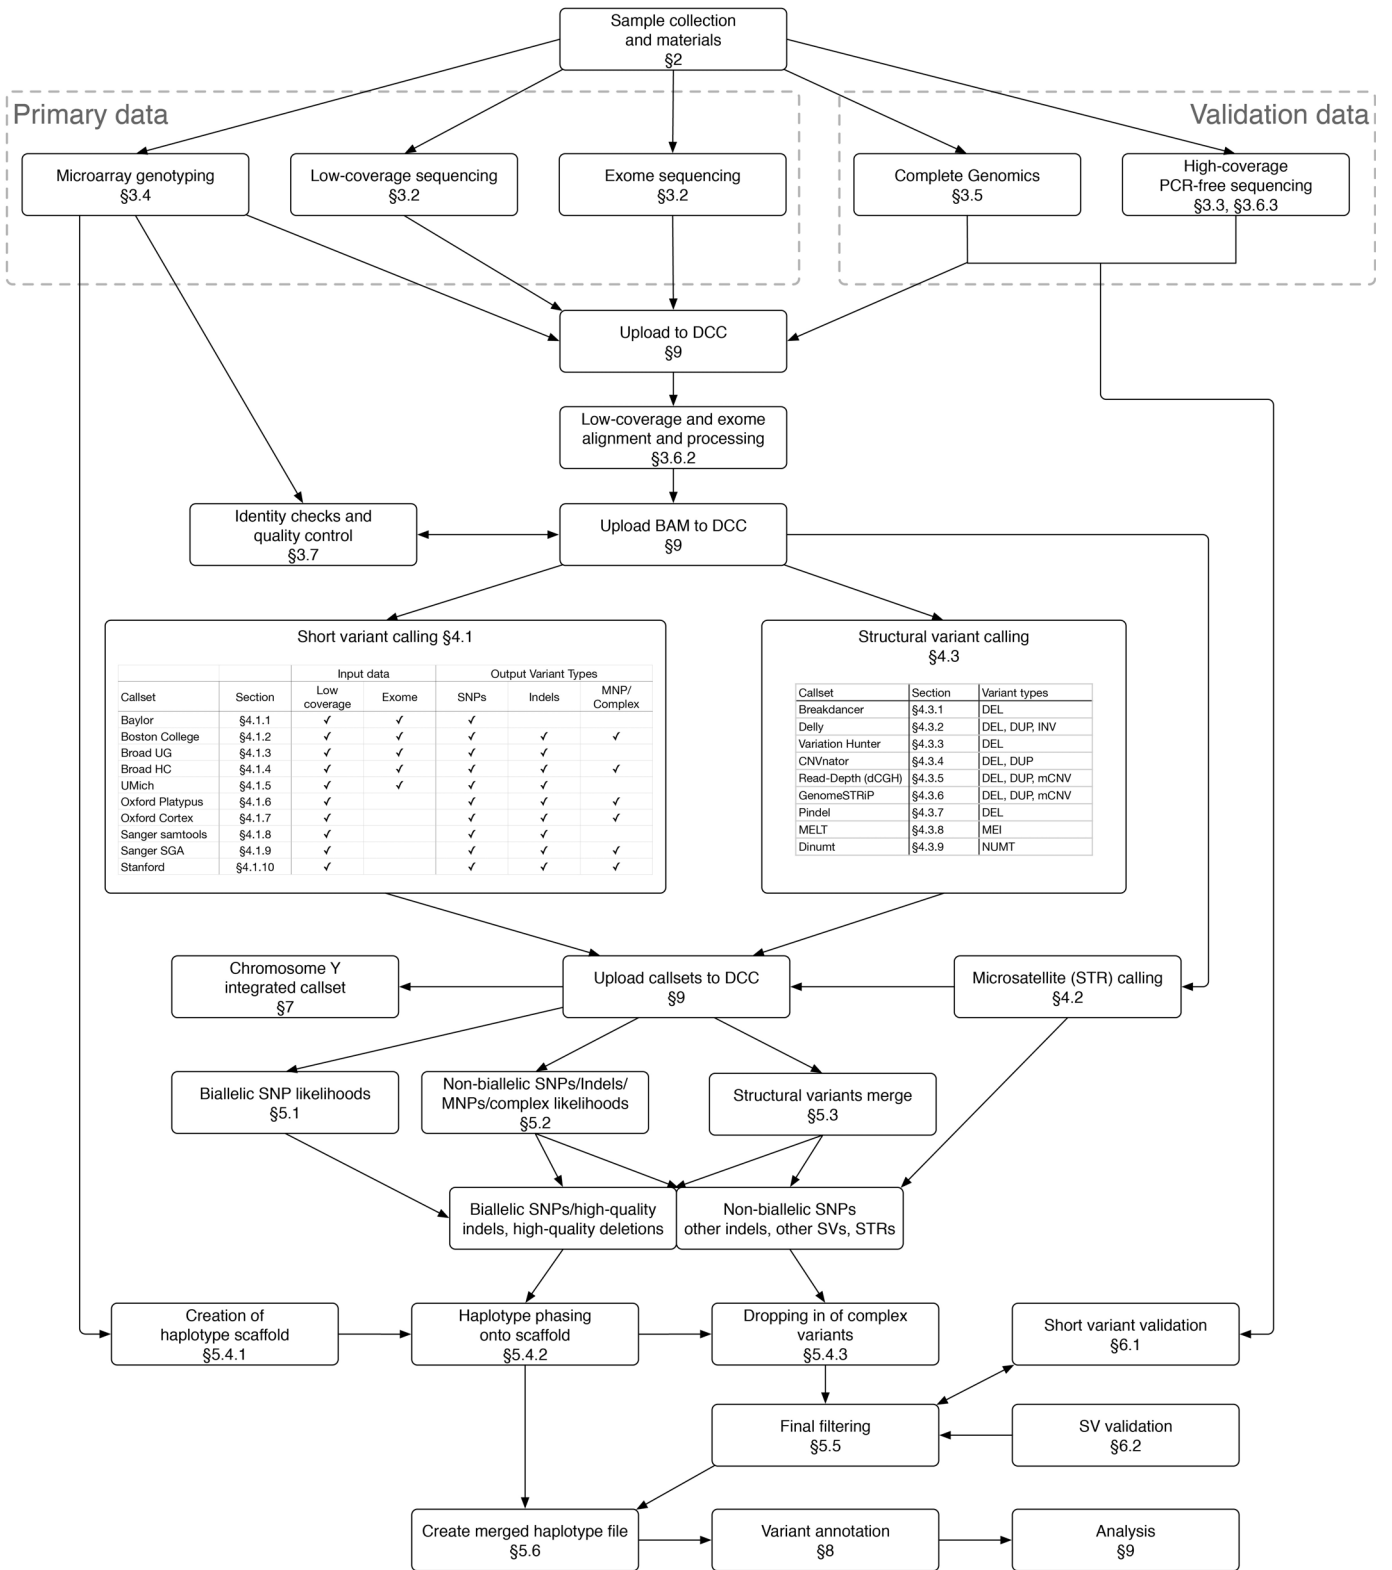 Sample collection
and materials
§2
Primary data
Validation data
Microarray genotyping
§3.4
Low-coverage sequencing
§3.2
Exome sequencing
§3.2
Complete Genomics
§3.5
High-coverage
PCR-free sequencing
§3.3, §3.6.3
Upload to DCC
§9
Low-coverage and exome
alignment and processing
§3.6.2
Identity checks and
quality control
§3.7
Upload BAM to DCC
§9
Short variant calling §4.1
Input data Output Variant Types
Callset Section Low coverage Exome SNPs Indels MNP/ Complex
Baylor §4.1.1 ✓ ✓ ✓
Boston College §4.1.2 ✓ ✓ ✓ ✓ ✓
Broad UG §4.1.3 ✓ ✓ ✓ ✓
Broad HC §4.1.4 ✓ ✓ ✓ ✓ ✓
UMich §4.1.5 ✓ ✓ ✓ ✓
Oxford Platypus §4.1.6 ✓ ✓ ✓ ✓
Oxford Cortex §4.1.7 ✓ ✓ ✓ ✓
Sanger samtools §4.1.8 ✓ ✓ ✓
Sanger SGA §4.1.9 ✓ ✓ ✓ ✓
Stanford §4.1.10 ✓ ✓ ✓ ✓
Structural variant calling
§4.3
Callset Section Variant types
Breakdancer §4.3.1 DEL
Delly §4.3.2 DEL, DUP, INV
Variation Hunter §4.3.3 DEL
CNVnator §4.3.4 DEL, DUP
Read-Depth (dCGH) §4.3.5 DEL, DUP, mCNV
GenomeSTRiP §4.3.6 DEL, DUP, mCNV
Pindel §4.3.7 DEL
MELT §4.3.8 MEI
Dinumt §4.3.9 NUMT
Chromosome Y
integrated callset
§7
Upload callsets to DCC
§9
Microsatellite (STR) calling
§4.2
Biallelic SNP likelihoods
§5.1
Non-biallelic SNPs/Indels/
MNPs/complex likelihoods
§5.2
Structural variants merge
§5.3
Biallelic SNPs/high-quality
indels, high-quality deletions
Non-biallelic SNPs
other indels, other SVs, STRs
Creation of
haplotype scaffold
§5.4.1
Haplotype phasing
onto scaffold
§5.4.2
Dropping in of complex
variants
§5.4.3
Short variant validation
§6.1
Final filtering
§5.5
SV validation
§6.2
Create merged haplotype file
§5.6
Variant annotation
§8
Analysis
§9